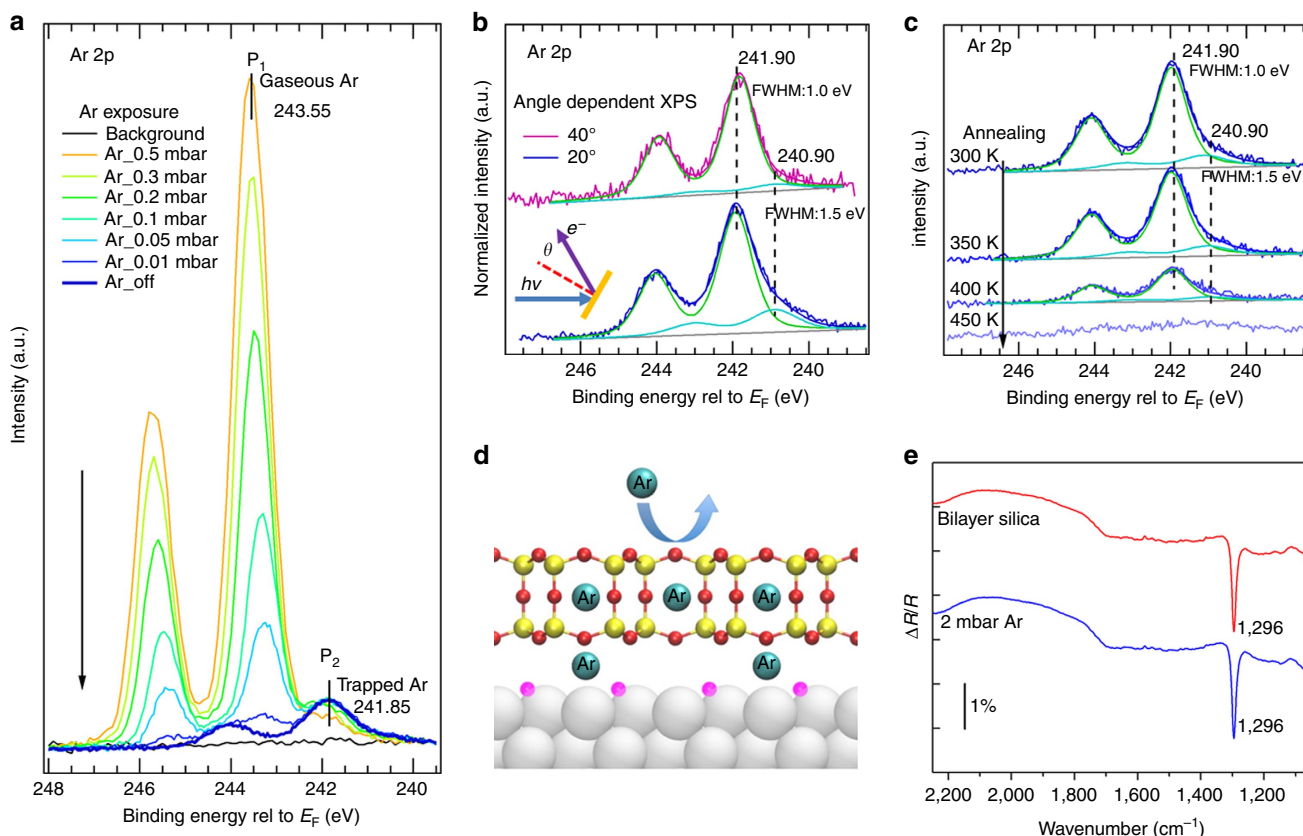 a
Ar 2p
P1
Gaseous Ar
243.55
Ar exposure
Background
Ar_0.5 mbar
Ar_0.3 mbar
Ar_0.2 mbar
Ar_0.1 mbar
Ar_0.05 mbar
Ar_0.01 mbar
Ar_off
P2
Trapped Ar
241.85
Intensity (a.u.)
248 246 244 242 240
Binding energy rel to EF (eV)
b
Ar 2p
241.90
FWHM:1.0 eV
Angle dependent XPS
40°
20°
240.90
FWHM:1.5 eV
e−
θ
hν
Normalized intensity (a.u.)
246 244 242 240
Binding energy rel to EF (eV)
c
Ar 2p
241.90
FWHM:1.0 eV
Annealing
240.90
300 K
FWHM:1.5 eV
350 K
400 K
450 K
intensity (a.u.)
246 244 242 240
Binding energy rel to EF (eV)
d
Ar
Ar Ar Ar
Ar Ar
e
Bilayer silica
1,296
2 mbar Ar
1%
1,296
ΔR/R
2,200 2,000 1,800 1,600 1,400 1,200
Wavenumber (cm−1)